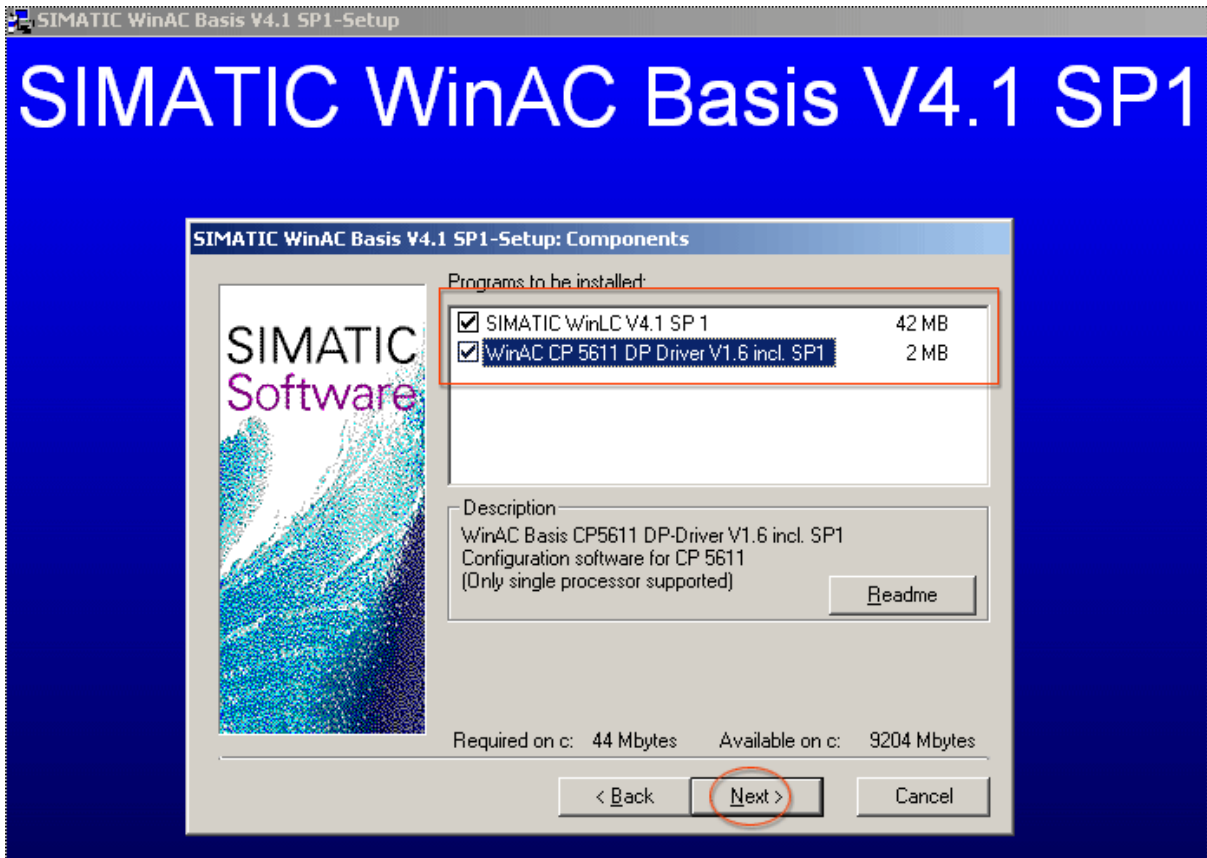 SIMATIC WinAC Basis V4.1 SP1-Setup
SIMATIC WinAC Basis V4.1 SP1
SIMATIC WinAC Basis V4.1 SP1-Setup: Components
SIMATIC
Software
Programs to be installed:
SIMATIC WinLC V4.1 SP 1 42 MB
WinAC CP 5611 DP Driver V1.6 incl. SP1 2 MB
Description
WinAC Basis CP5611 DP-Driver V1.6 incl. SP1
Configuration software for CP 5611
(Only single processor supported)
Readme
Required on c: 44 Mbytes Available on c: 9204 Mbytes
< Back Next > Cancel